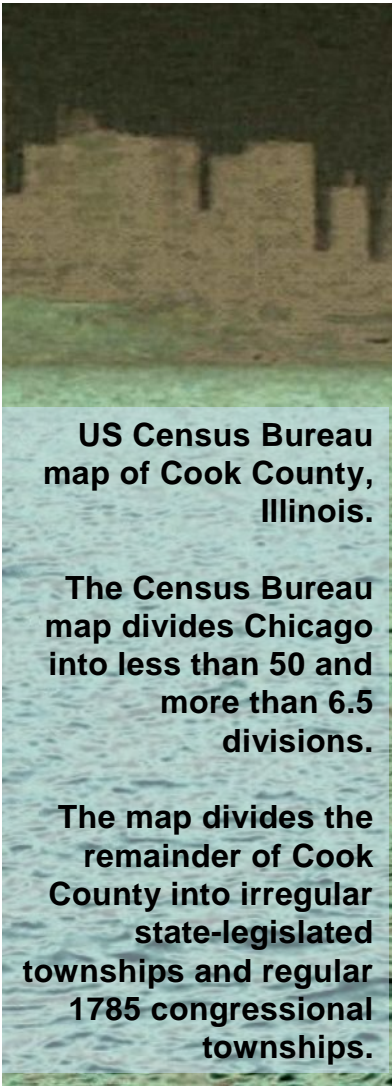 US Census Bureau
map of Cook County,
Illinois.
The Census Bureau
map divides Chicago
into less than 50 and
more than 6.5
divisions.
The map divides the
remainder of Cook
County into irregular
state-legislated
townships and regular
1785 congressional
townships.